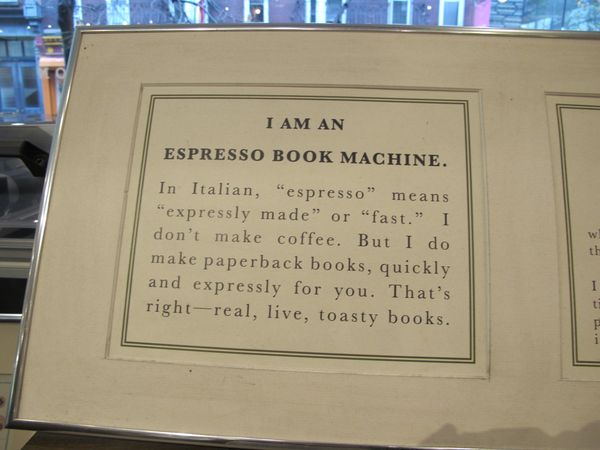 I AM AN
ESPRESSO BOOK MACHINE.
In Italian, “espresso” means
“expressly made” or “fast.” I
don’t make coffee. But I do
make paperback books, quickly
and expressly for you. That’s
right—real, live, toasty books.